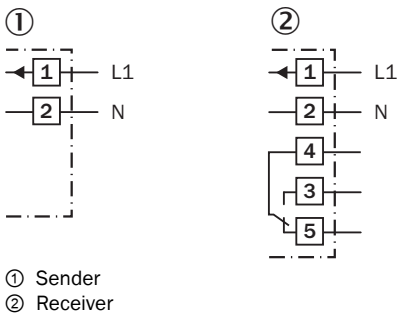 ① ②
1 L1 1 L1
2 N 2 N
4
3
5
① Sender
② Receiver